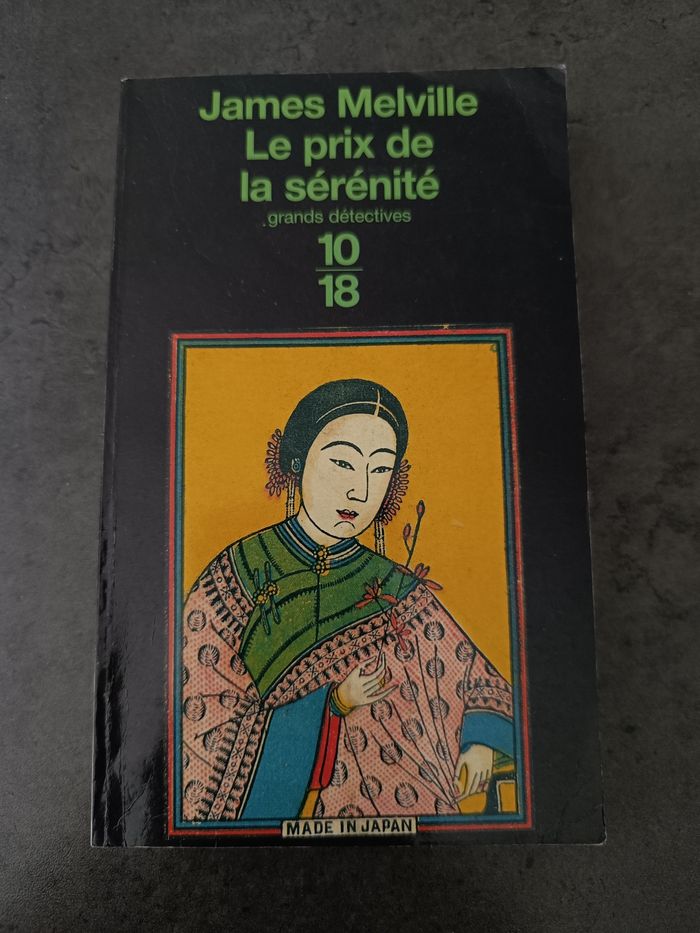 James Melville
Le prix de
la sérénité
grands détectives
10
18
MADE IN JAPAN